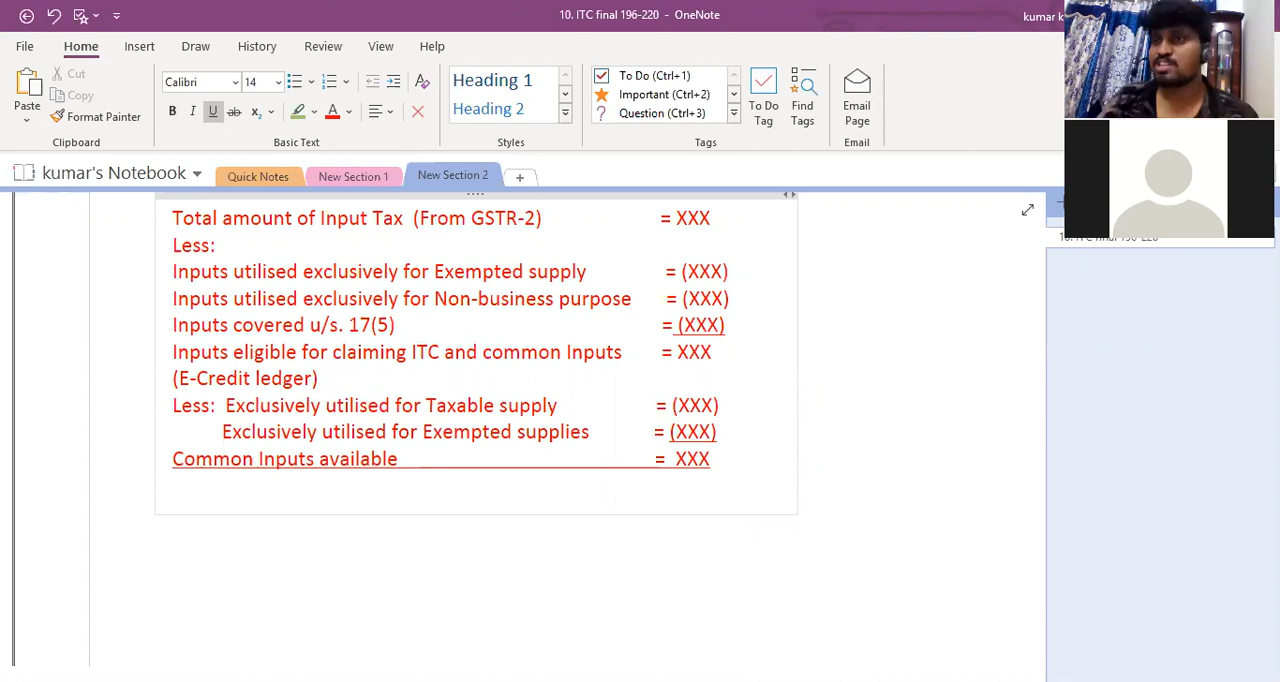 10. ITC final 196-220 - OneNote
kumar k
File Home Insert Draw History Review View Help
Paste
Cut
Copy
Format Painter
Clipboard
Calibri 14
B I U ab x₂ A
Basic Text
Heading 1
Heading 2
Styles
To Do (Ctrl+1)
Important (Ctrl+2)
? Question (Ctrl+3)
To Do Tag
Find Tags
Tags
Email Page
Email
kumar's Notebook
Quick Notes
New Section 1
New Section 2
+
Total amount of Input Tax (From GSTR-2) = XXX
Less:
Inputs utilised exclusively for Exempted supply = (XXX)
Inputs utilised exclusively for Non-business purpose = (XXX)
Inputs covered u/s. 17(5) = (XXX)
Inputs eligible for claiming ITC and common Inputs = XXX
(E-Credit ledger)
Less: Exclusively utilised for Taxable supply = (XXX)
Exclusively utilised for Exempted supplies = (XXX)
Common Inputs available = XXX